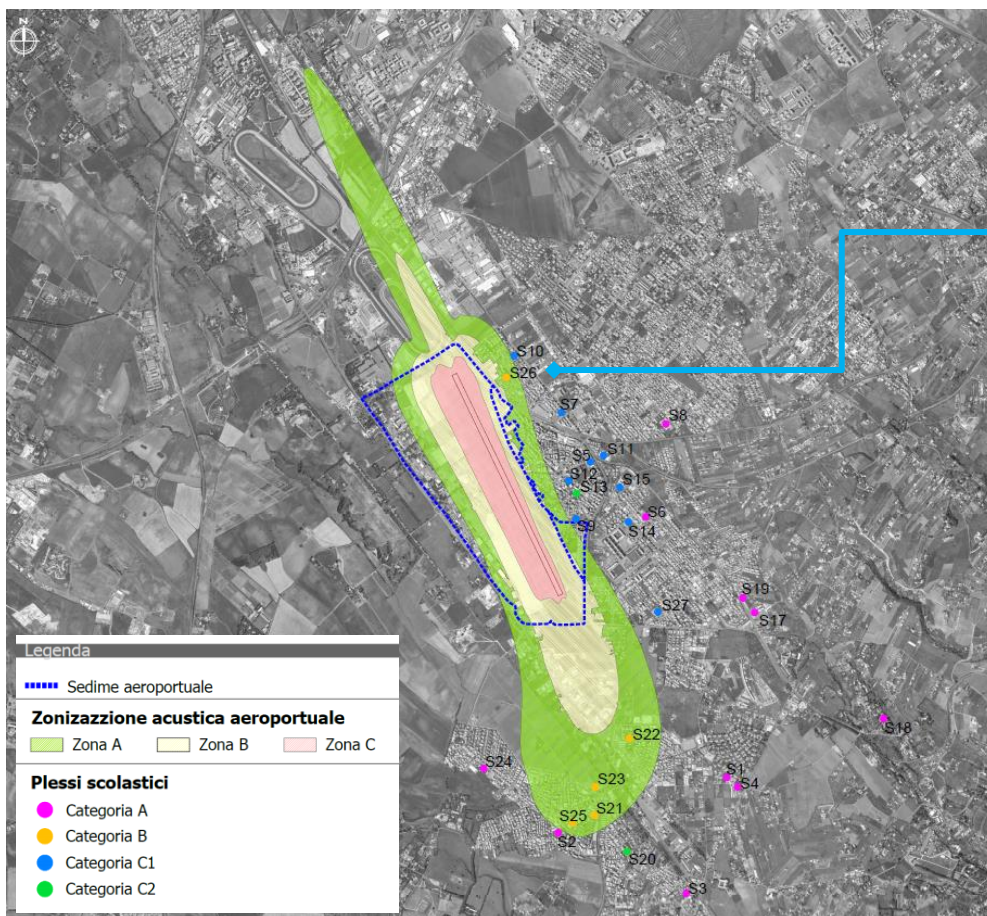 N
S10
S26
S7
S8
S11
S5
S12
S15
S13
S6
S9
S14
S19
S27
S17
S18
S22
S24
S1
S23
S4
S21
S25
S2
S20
S3
Legenda
Sedime aeroportuale
Zonizazzione acustica aeroportuale
Zona A Zona B Zona C
Plessi scolastici
Categoria A
Categoria B
Categoria C1
Categoria C2